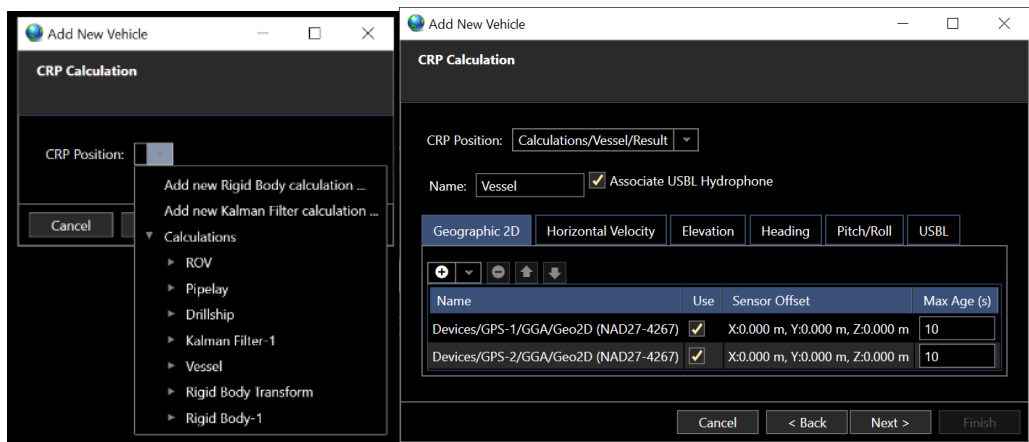 Add New Vehicle
CRP Calculation
CRP Position:
Add new Rigid Body calculation ...
Add new Kalman Filter calculation ...
Calculations
ROV
Pipelay
Drillship
Kalman Filter-1
Vessel
Rigid Body Transform
Rigid Body-1
Cancel
Add New Vehicle
CRP Calculation
CRP Position: Calculations/Vessel/Result
Name: Vessel Associate USBL Hydrophone
Geographic 2D Horizontal Velocity Elevation Heading Pitch/Roll USBL
Name Use Sensor Offset Max Age (s)
Devices/GPS-1/GGA/Geo2D (NAD27-4267) X:0.000 m, Y:0.000 m, Z:0.000 m 10
Devices/GPS-2/GGA/Geo2D (NAD27-4267) X:0.000 m, Y:0.000 m, Z:0.000 m 10
Cancel < Back Next > Finish